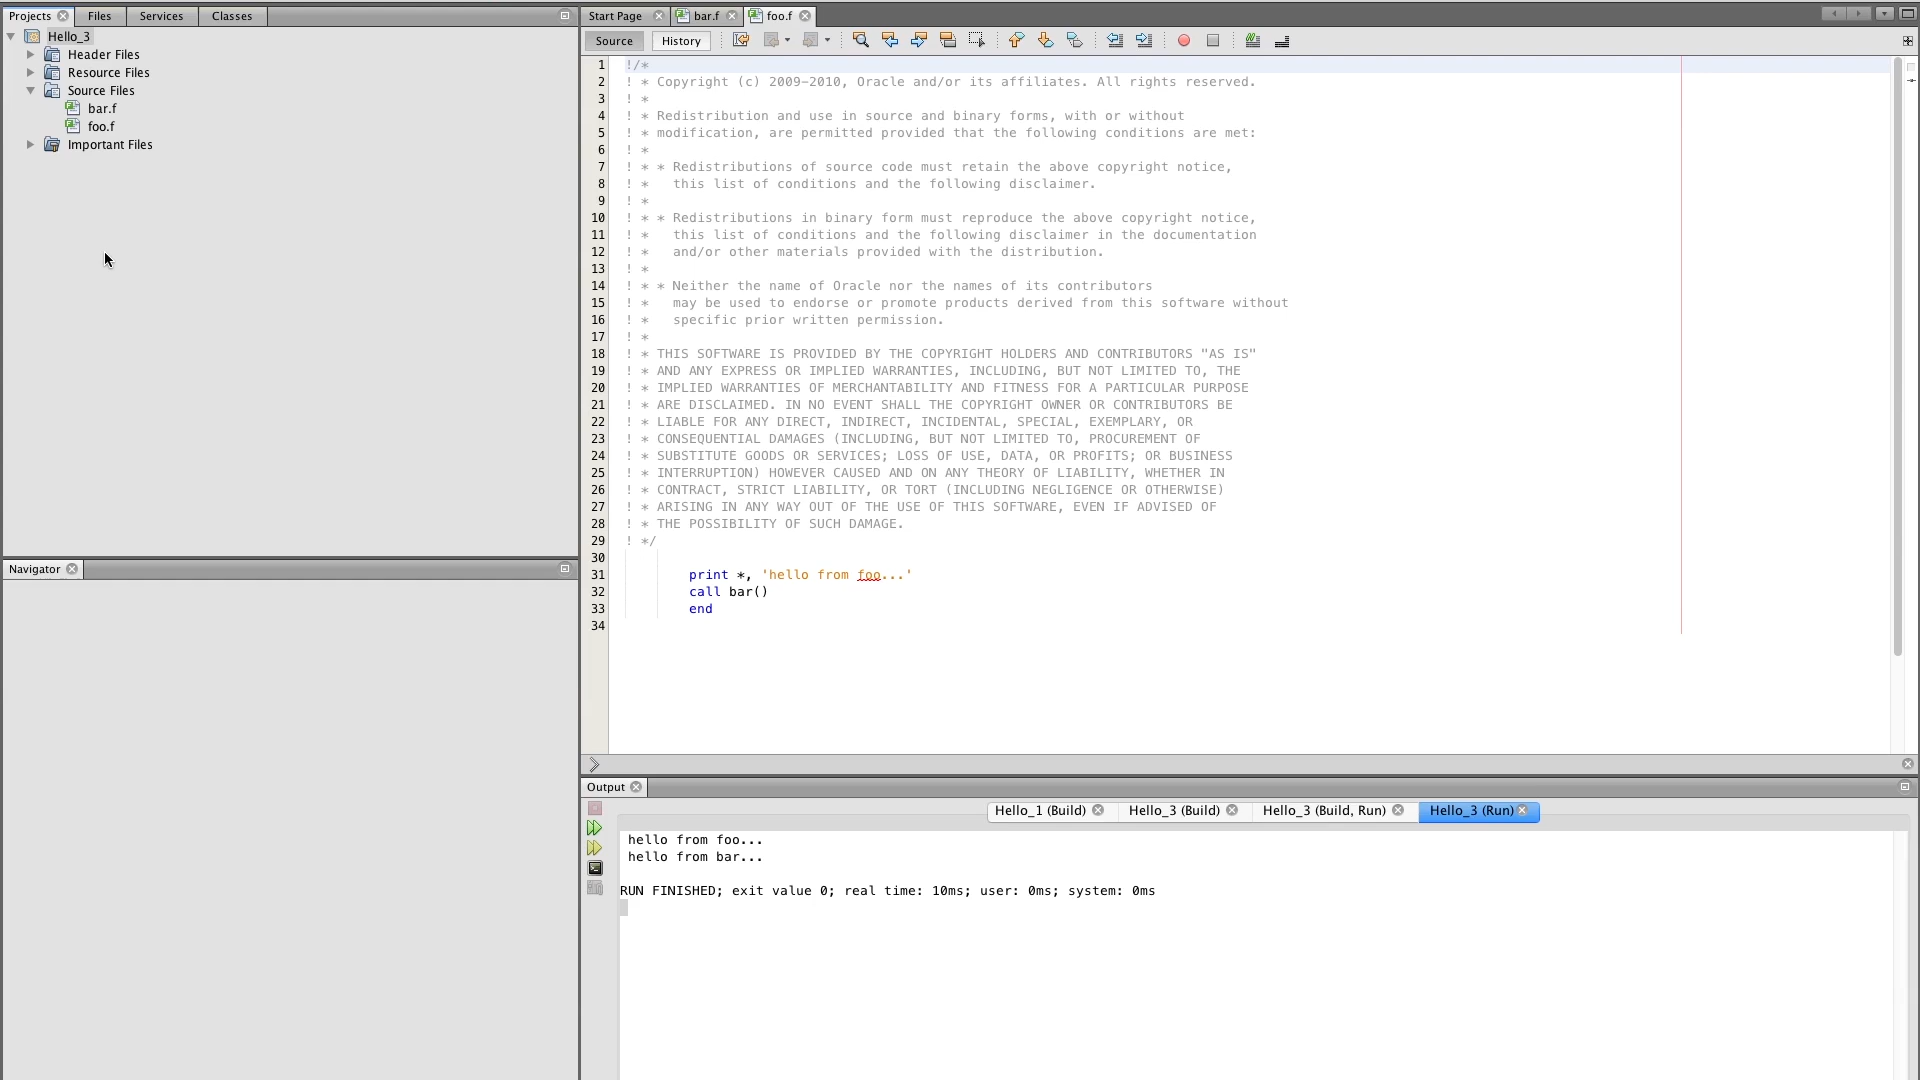 Projects Files Services Classes
Hello_3
Header Files
Resource Files
Source Files
bar.f
foo.f
Important Files
Navigator
Start Page bar.f foo.f
Source History
1 !/*
2 ! * Copyright (c) 2009-2010, Oracle and/or its affiliates. All rights reserved.
3 ! *
4 ! * Redistribution and use in source and binary forms, with or without
5 ! * modification, are permitted provided that the following conditions are met:
6 ! *
7 ! * * Redistributions of source code must retain the above copyright notice,
8 ! *   this list of conditions and the following disclaimer.
9 ! *
10 ! * * Redistributions in binary form must reproduce the above copyright notice,
11 ! *   this list of conditions and the following disclaimer in the documentation
12 ! *   and/or other materials provided with the distribution.
13 ! *
14 ! * * Neither the name of Oracle nor the names of its contributors
15 ! *   may be used to endorse or promote products derived from this software without
16 ! *   specific prior written permission.
17 ! *
18 ! * THIS SOFTWARE IS PROVIDED BY THE COPYRIGHT HOLDERS AND CONTRIBUTORS "AS IS"
19 ! * AND ANY EXPRESS OR IMPLIED WARRANTIES, INCLUDING, BUT NOT LIMITED TO, THE
20 ! * IMPLIED WARRANTIES OF MERCHANTABILITY AND FITNESS FOR A PARTICULAR PURPOSE
21 ! * ARE DISCLAIMED. IN NO EVENT SHALL THE COPYRIGHT OWNER OR CONTRIBUTORS BE
22 ! * LIABLE FOR ANY DIRECT, INDIRECT, INCIDENTAL, SPECIAL, EXEMPLARY, OR
23 ! * CONSEQUENTIAL DAMAGES (INCLUDING, BUT NOT LIMITED TO, PROCUREMENT OF
24 ! * SUBSTITUTE GOODS OR SERVICES; LOSS OF USE, DATA, OR PROFITS; OR BUSINESS
25 ! * INTERRUPTION) HOWEVER CAUSED AND ON ANY THEORY OF LIABILITY, WHETHER IN
26 ! * CONTRACT, STRICT LIABILITY, OR TORT (INCLUDING NEGLIGENCE OR OTHERWISE)
27 ! * ARISING IN ANY WAY OUT OF THE USE OF THIS SOFTWARE, EVEN IF ADVISED OF
28 ! * THE POSSIBILITY OF SUCH DAMAGE.
29 ! */
30
31 print *, 'hello from foo...'
32 call bar()
33 end
34
Output
Hello_1 (Build) Hello_3 (Build) Hello_3 (Build, Run) Hello_3 (Run)
hello from foo...
hello from bar...
RUN FINISHED; exit value 0; real time: 10ms; user: 0ms; system: 0ms